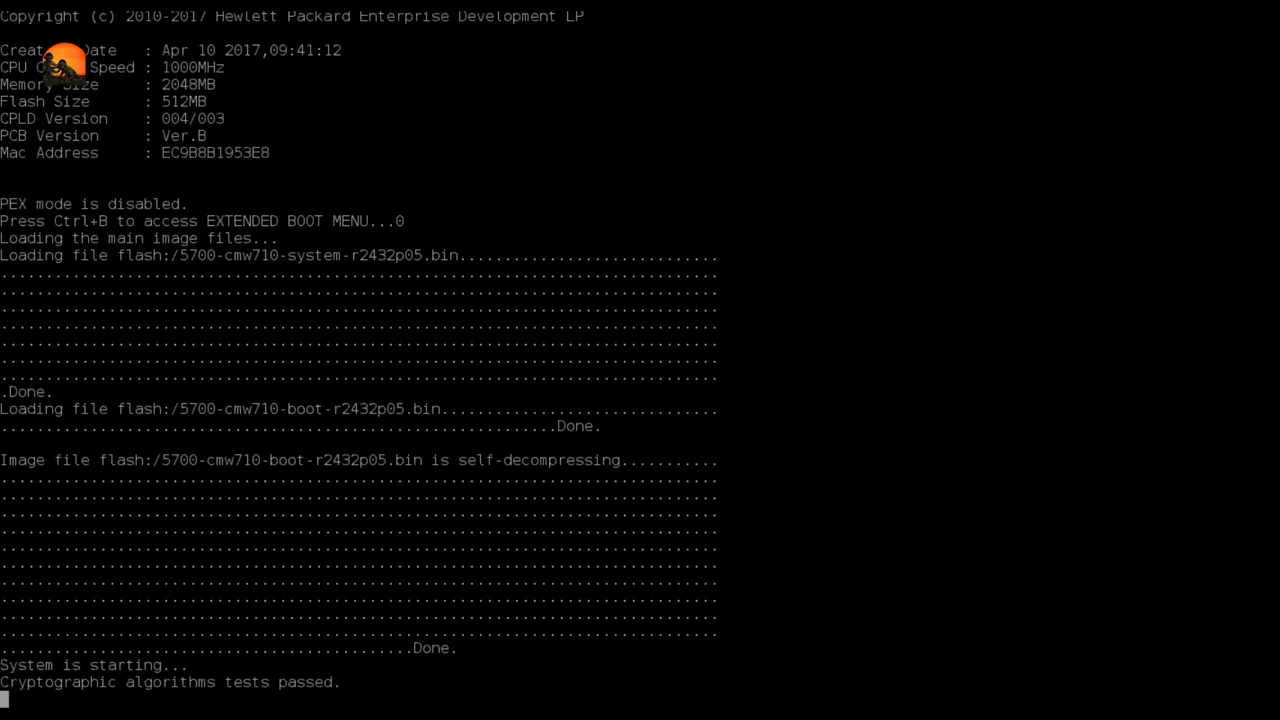 Copyright (c) 2010-2017 Hewlett Packard Enterprise Development LP
Creat Date : Apr 10 2017,09:41:12
CPU Speed : 1000MHz
Memory Size : 2048MB
Flash Size : 512MB
CPLD Version : 004/003
PCB Version : Ver.B
Mac Address : EC9B8B1953E8
PEX mode is disabled.
Press Ctrl+B to access EXTENDED BOOT MENU...0
Loading the main image files...
Loading file flash:/5700-cmw710-system-r2432p05.bin.............................
................................................................................
................................................................................
................................................................................
................................................................................
................................................................................
................................................................................
................................................................................
.Done.
Loading file flash:/5700-cmw710-boot-r2432p05.bin...............................
..............................................................Done.
Image file flash:/5700-cmw710-boot-r2432p05.bin is self-decompressing...........
................................................................................
................................................................................
................................................................................
................................................................................
................................................................................
................................................................................
................................................................................
................................................................................
................................................................................
................................................................................
..............................................Done.
System is starting...
Cryptographic algorithms tests passed.